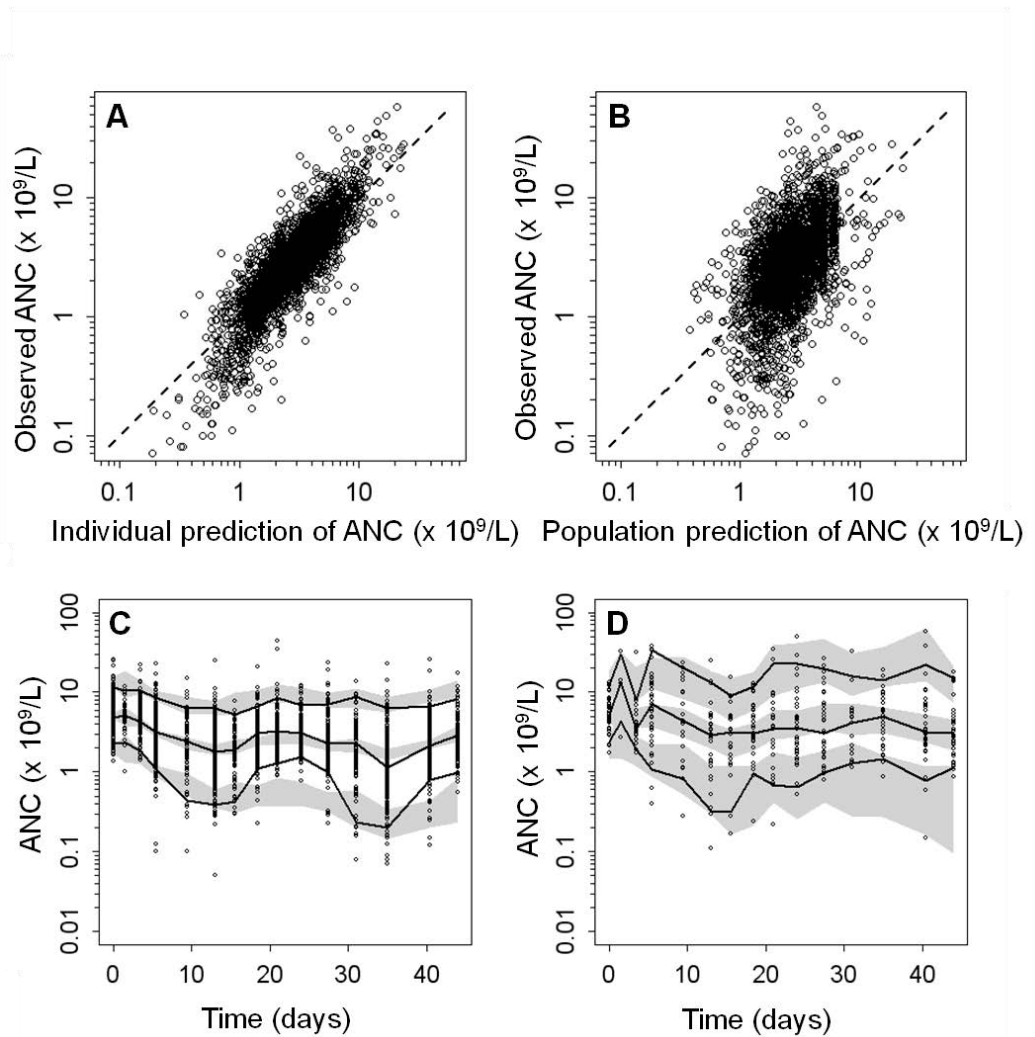 A
B
Observed ANC (x 10⁹/L)
10
1
0.1
0.1 1 10
Individual prediction of ANC (x 10⁹/L)
Observed ANC (x 10⁹/L)
10
1
0.1
0.1 1 10
Population prediction of ANC (x 10⁹/L)
C
ANC (x 10⁹/L)
100
10
1
0.1
0.01
0 10 20 30 40
Time (days)
D
ANC (x 10⁹/L)
100
10
1
0.1
0.01
0 10 20 30 40
Time (days)